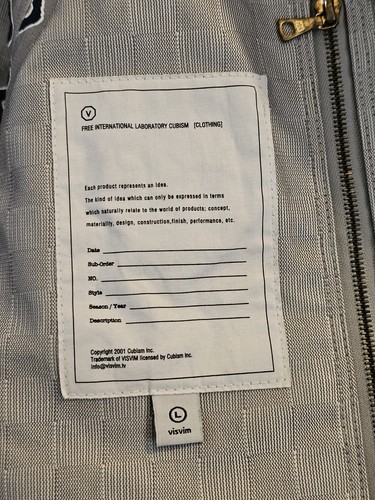 V
FREE INTERNATIONAL LABORATORY CUBISM [CLOTHING]
Each product represents an idea.
The kind of idea which can only be expressed in terms
which naturally relate to the world of products; concept,
materiality, design, construction,finish, performance, etc.
Date
Sub-Order
NO.
Style
Season / Year
Description
Copyright 2001 Cubism Inc.
Trademark of VISVIM licensed by Cubism Inc.
info@visvim.tv
L
visvim